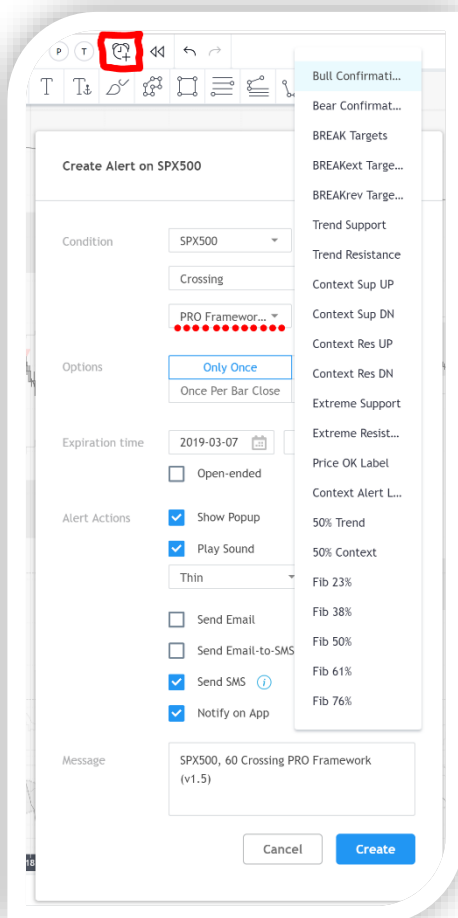 P T
T T
Create Alert on SPX500
Condition
SPX500
Crossing
PRO Framewor...
Options
Only Once
Once Per Bar Close
Expiration time
2019-03-07
Open-ended
Alert Actions
Show Popup
Play Sound
Thin
Send Email
Send Email-to-SMS
Send SMS
Notify on App
Message
SPX500, 60 Crossing PRO Framework
(v1.5)
Cancel Create
Bull Confirmati...
Bear Confirmat...
BREAK Targets
BREAKext Targe...
BREAKrev Targe...
Trend Support
Trend Resistance
Context Sup UP
Context Sup DN
Context Res UP
Context Res DN
Extreme Support
Extreme Resist...
Price OK Label
Context Alert L...
50% Trend
50% Context
Fib 23%
Fib 38%
Fib 50%
Fib 61%
Fib 76%
18